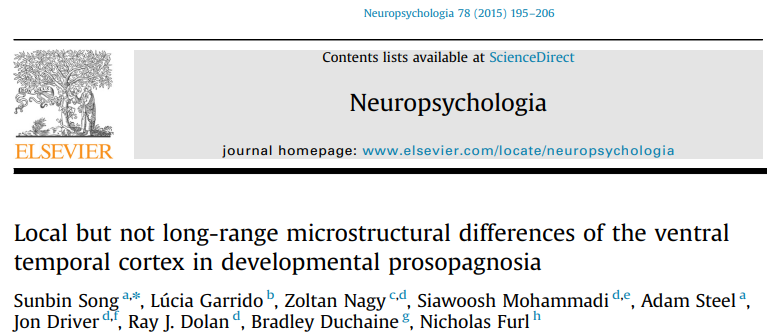 Neuropsychologia 78 (2015) 195–206
Contents lists available at ScienceDirect
Neuropsychologia
ELSEVIER
journal homepage: www.elsevier.com/locate/neuropsychologia
Local but not long-range microstructural differences of the ventral
temporal cortex in developmental prosopagnosia
Sunbin Song a,*, Lúcia Garrido b, Zoltan Nagy c,d, Siawoosh Mohammadi d,e, Adam Steel a,
Jon Driver d,f, Ray J. Dolan d, Bradley Duchaine g, Nicholas Furl h